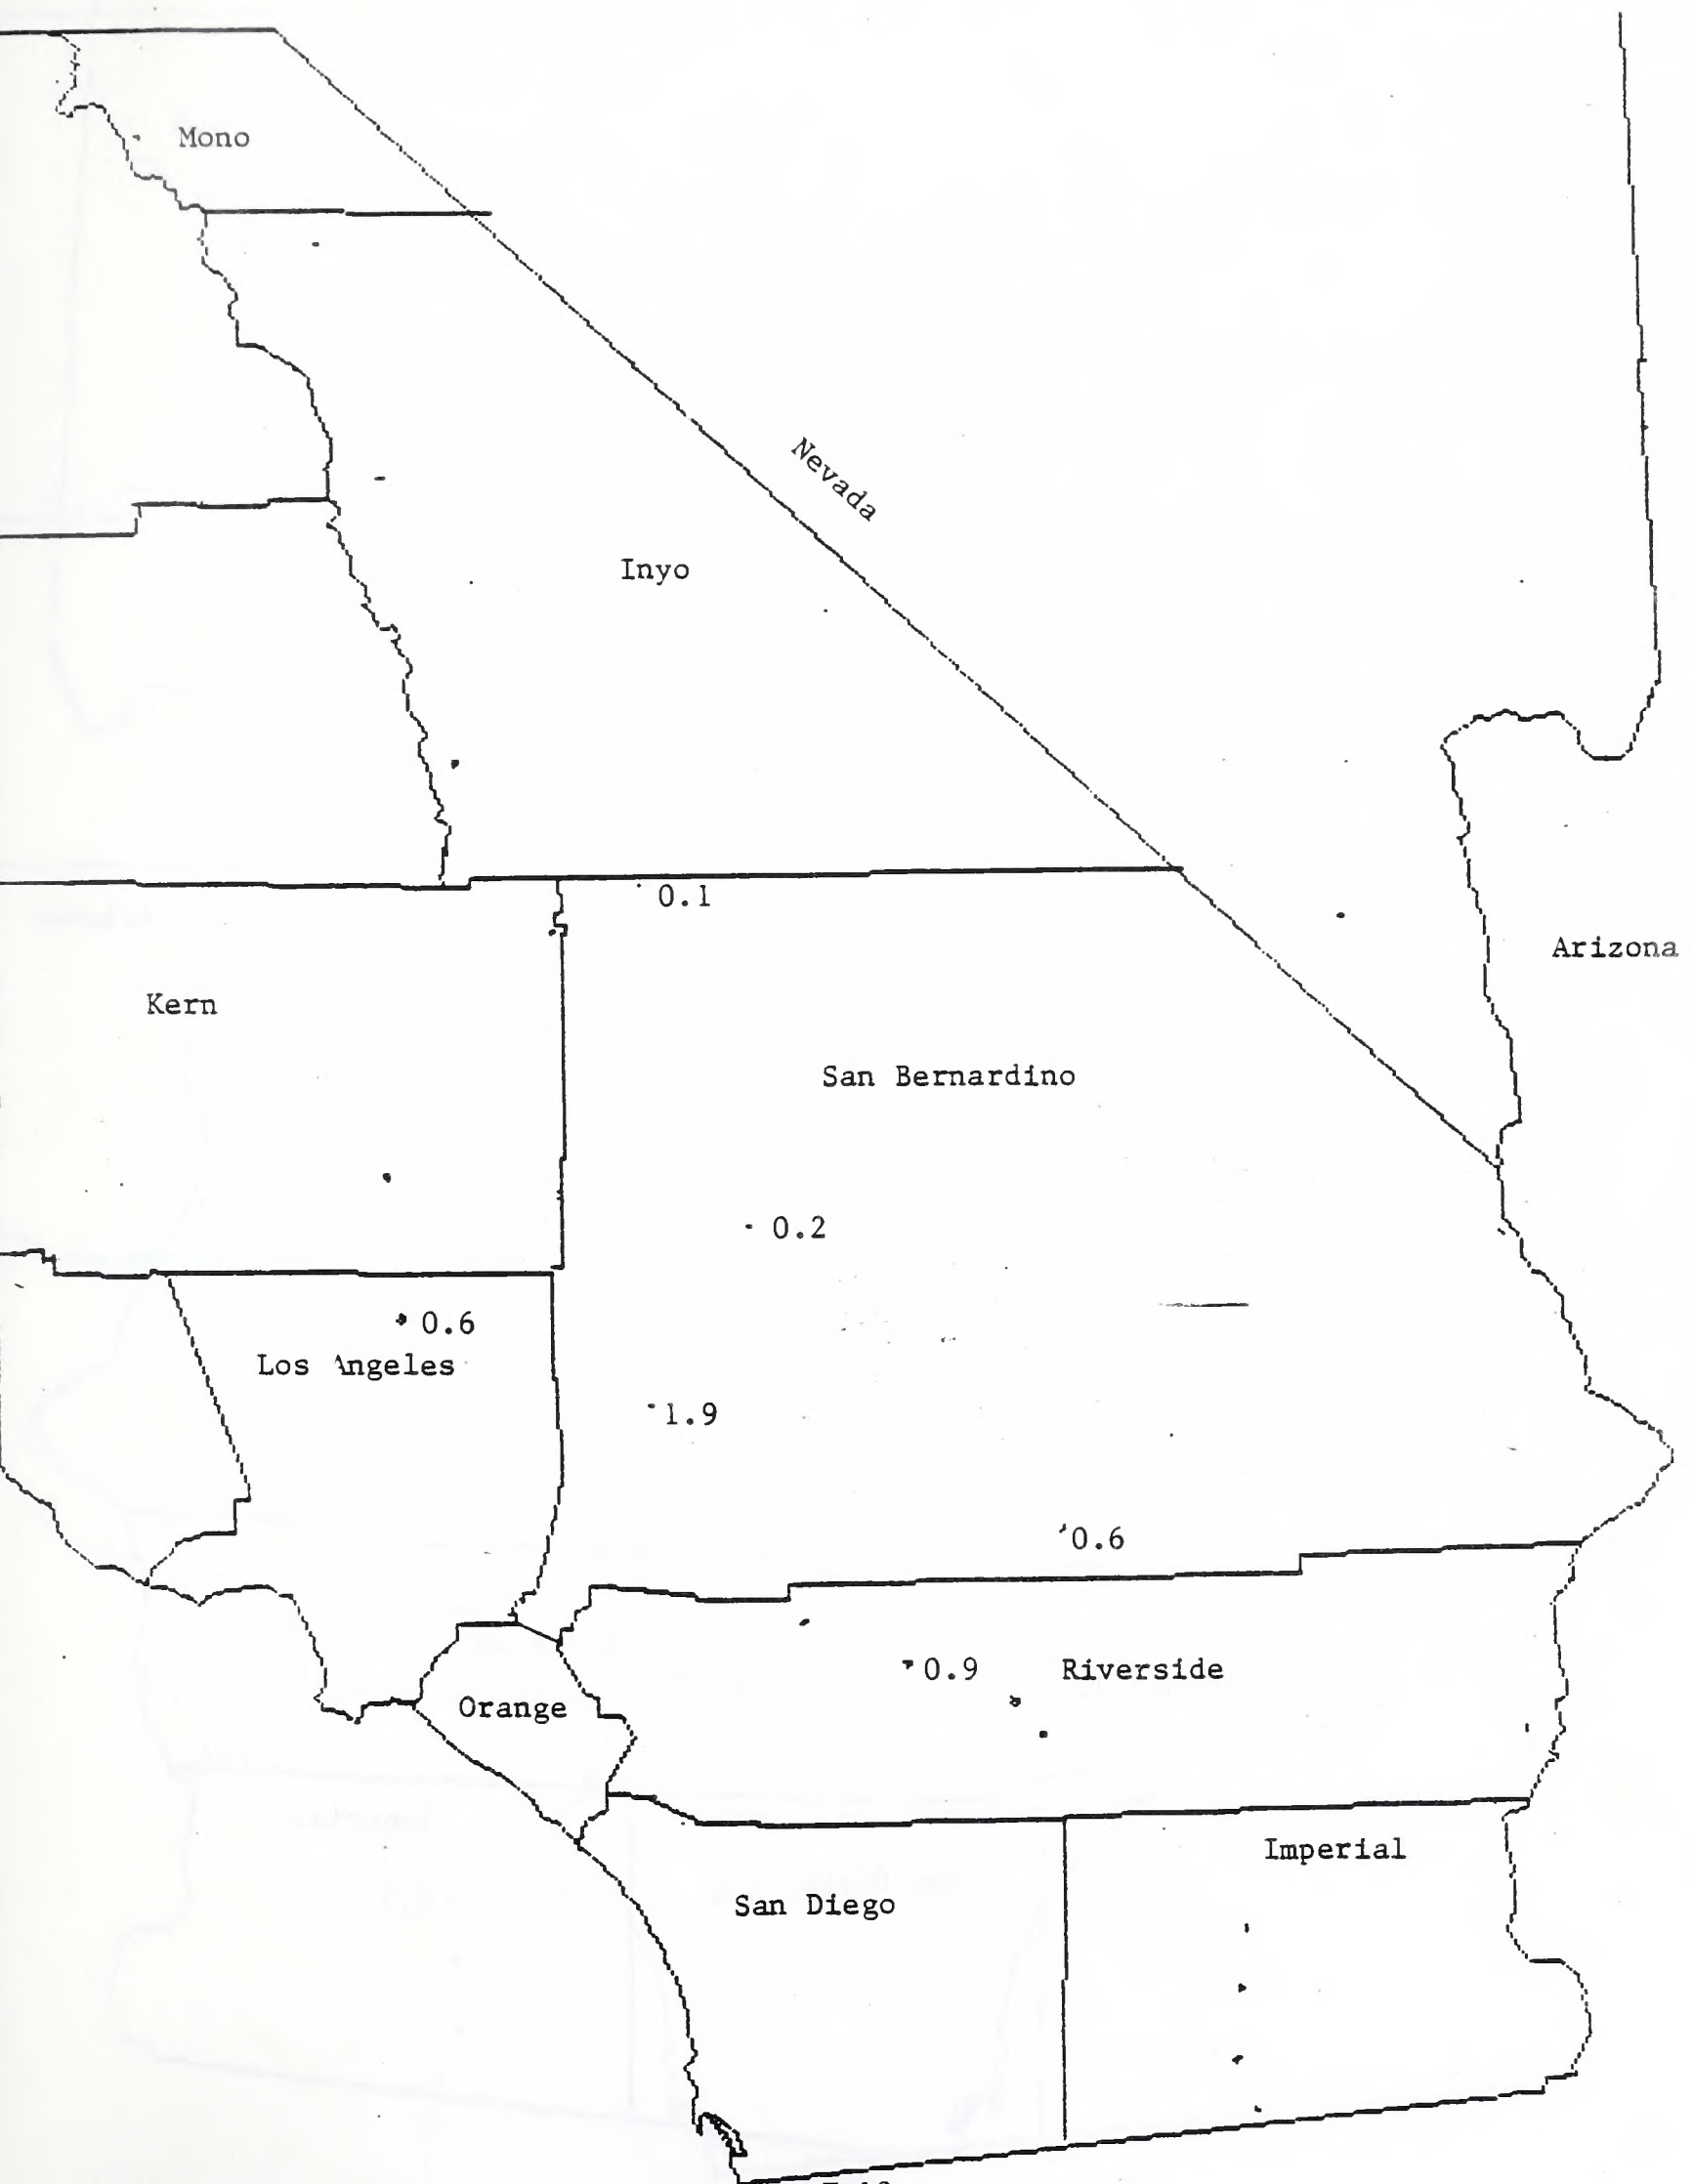 Mono
Nevada
Inyo
0.1
Arizona
Kern
San Bernardino
0.2
0.6
Los Angeles
1.9
0.6
0.9 Riverside
Orange
Imperial
San Diego